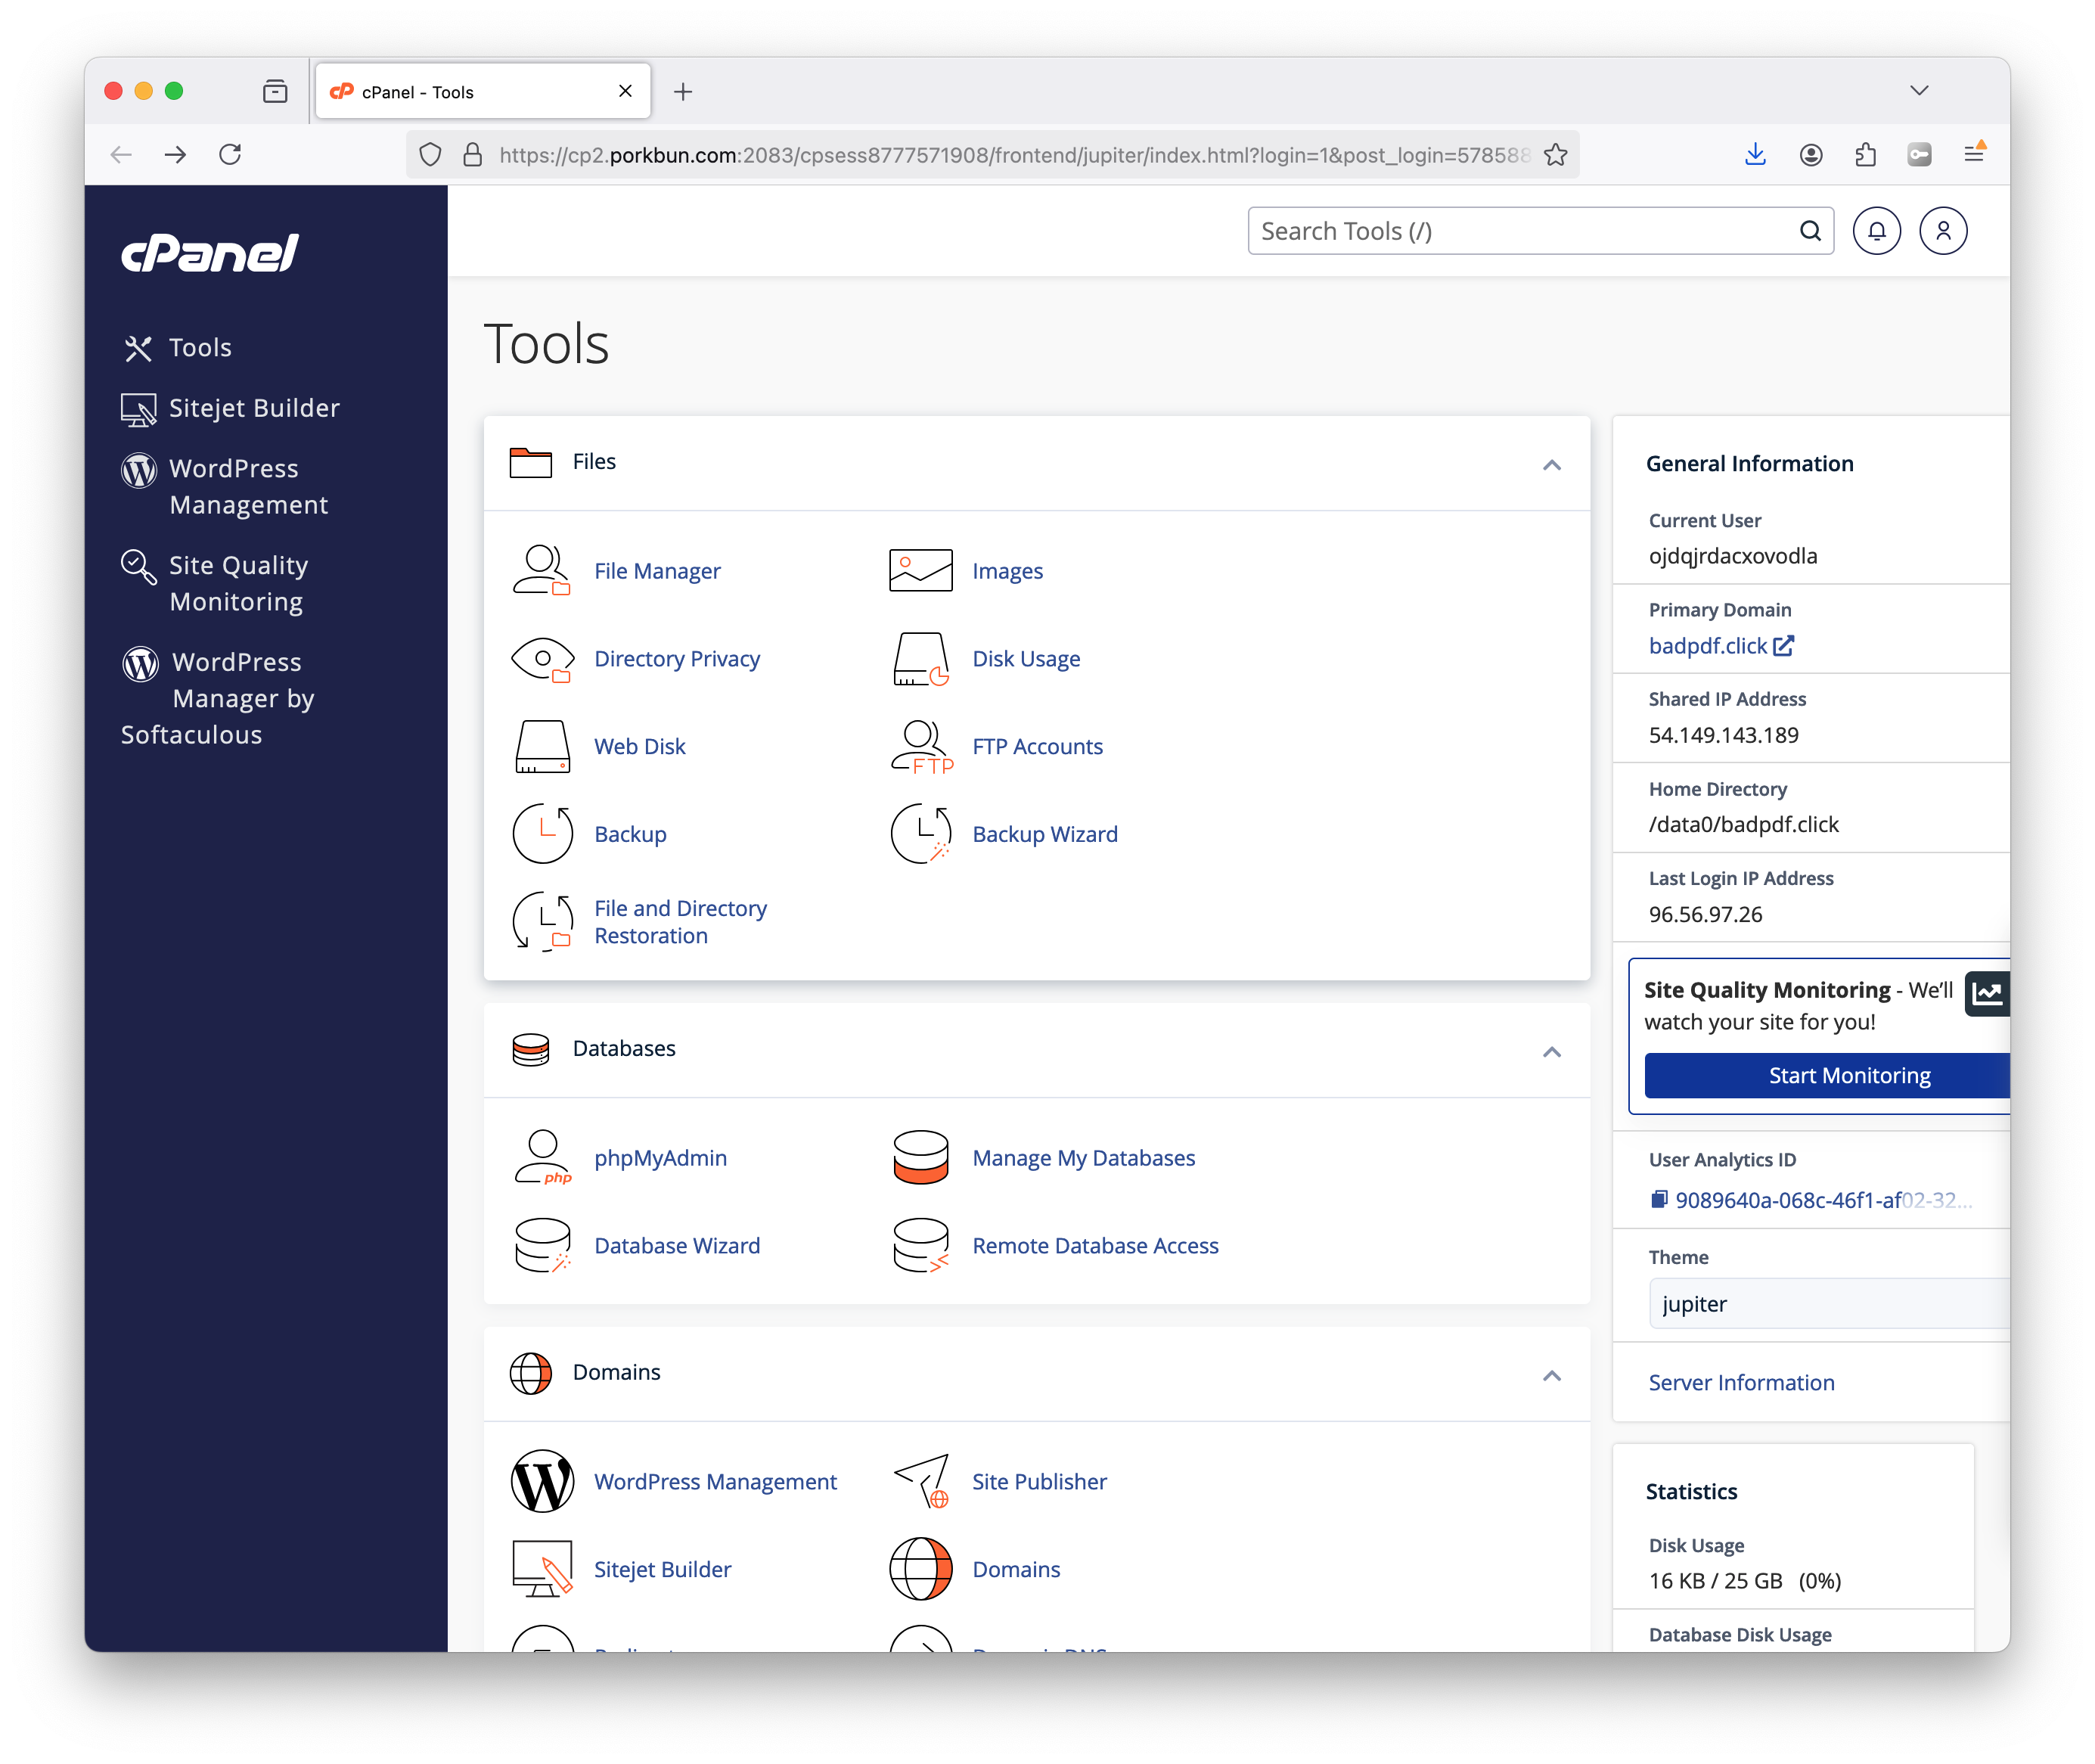 cPanel - Tools
https://cp2.porkbun.com:2083/cpsess8777571908/frontend/jupiter/index.html?login=1&post_login=578588
cPanel
Search Tools (/)
Tools
Sitejet Builder
WordPress
Management
Site Quality
Monitoring
WordPress
Manager by
Softaculous
Tools
Files
File Manager
Images
Directory Privacy
Disk Usage
Web Disk
FTP
FTP Accounts
Backup
Backup Wizard
File and Directory
Restoration
Databases
php
phpMyAdmin
Manage My Databases
Database Wizard
Remote Database Access
Domains
WordPress Management
Site Publisher
Sitejet Builder
Domains
General Information
Current User
ojdqjrdacxovodla
Primary Domain
badpdf.click
Shared IP Address
54.149.143.189
Home Directory
/data0/badpdf.click
Last Login IP Address
96.56.97.26
Site Quality Monitoring - We'll
watch your site for you!
Start Monitoring
User Analytics ID
9089640a-068c-46f1-af02-32...
Theme
jupiter
Server Information
Statistics
Disk Usage
16 KB / 25 GB (0%)
Database Disk Usage